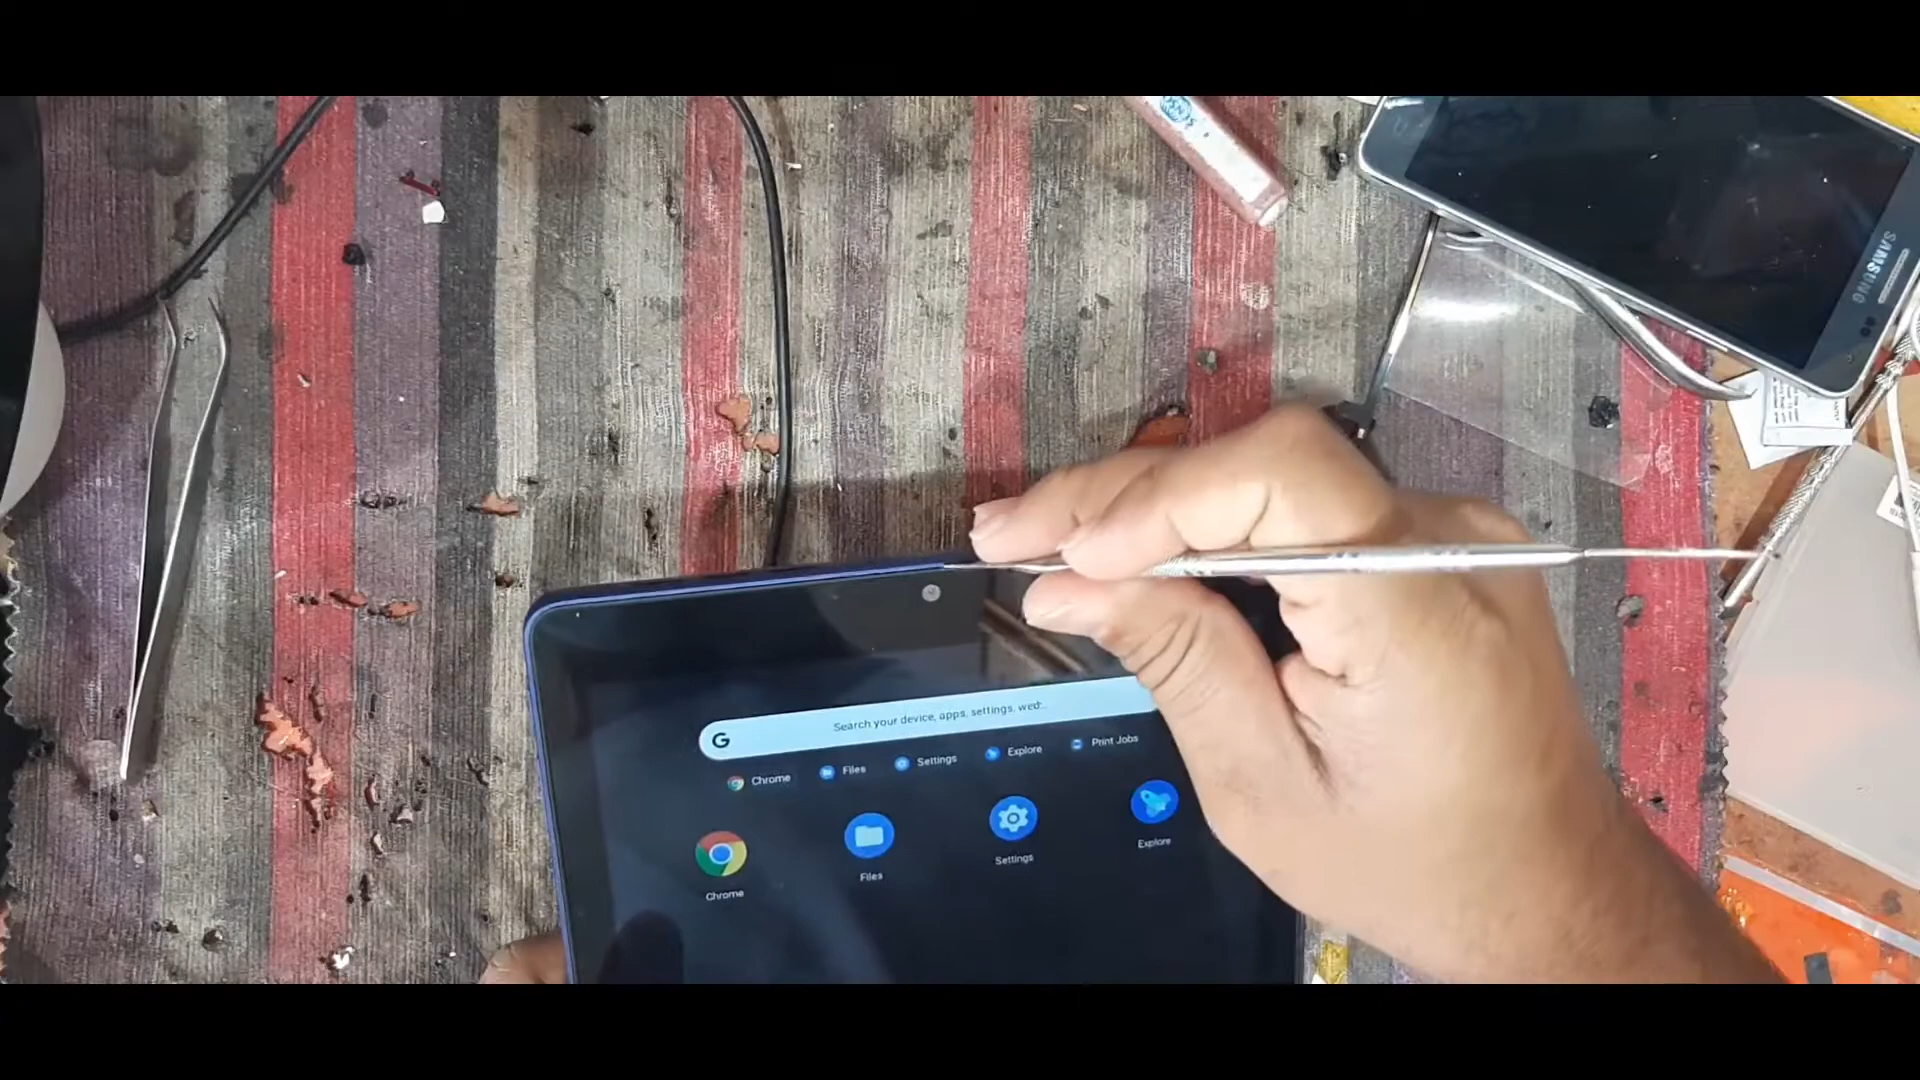 SAMSUNG
G Search your device, apps, settings, web...
Chrome Files Settings Explore Print Jobs
Chrome Files Settings Explore